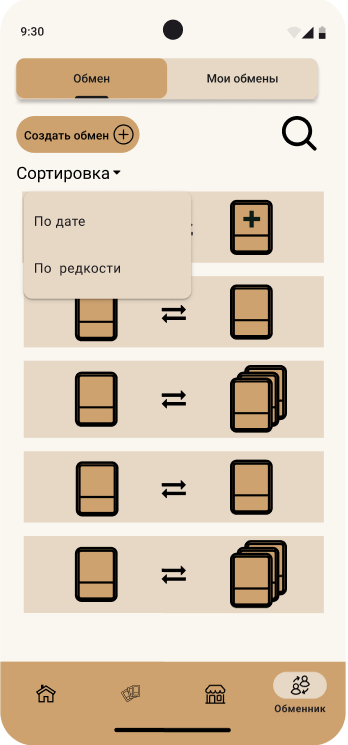 9:30
Обмен
Мои обмены
Создать обмен
Сортировка
По дате
По редкости
Обменник